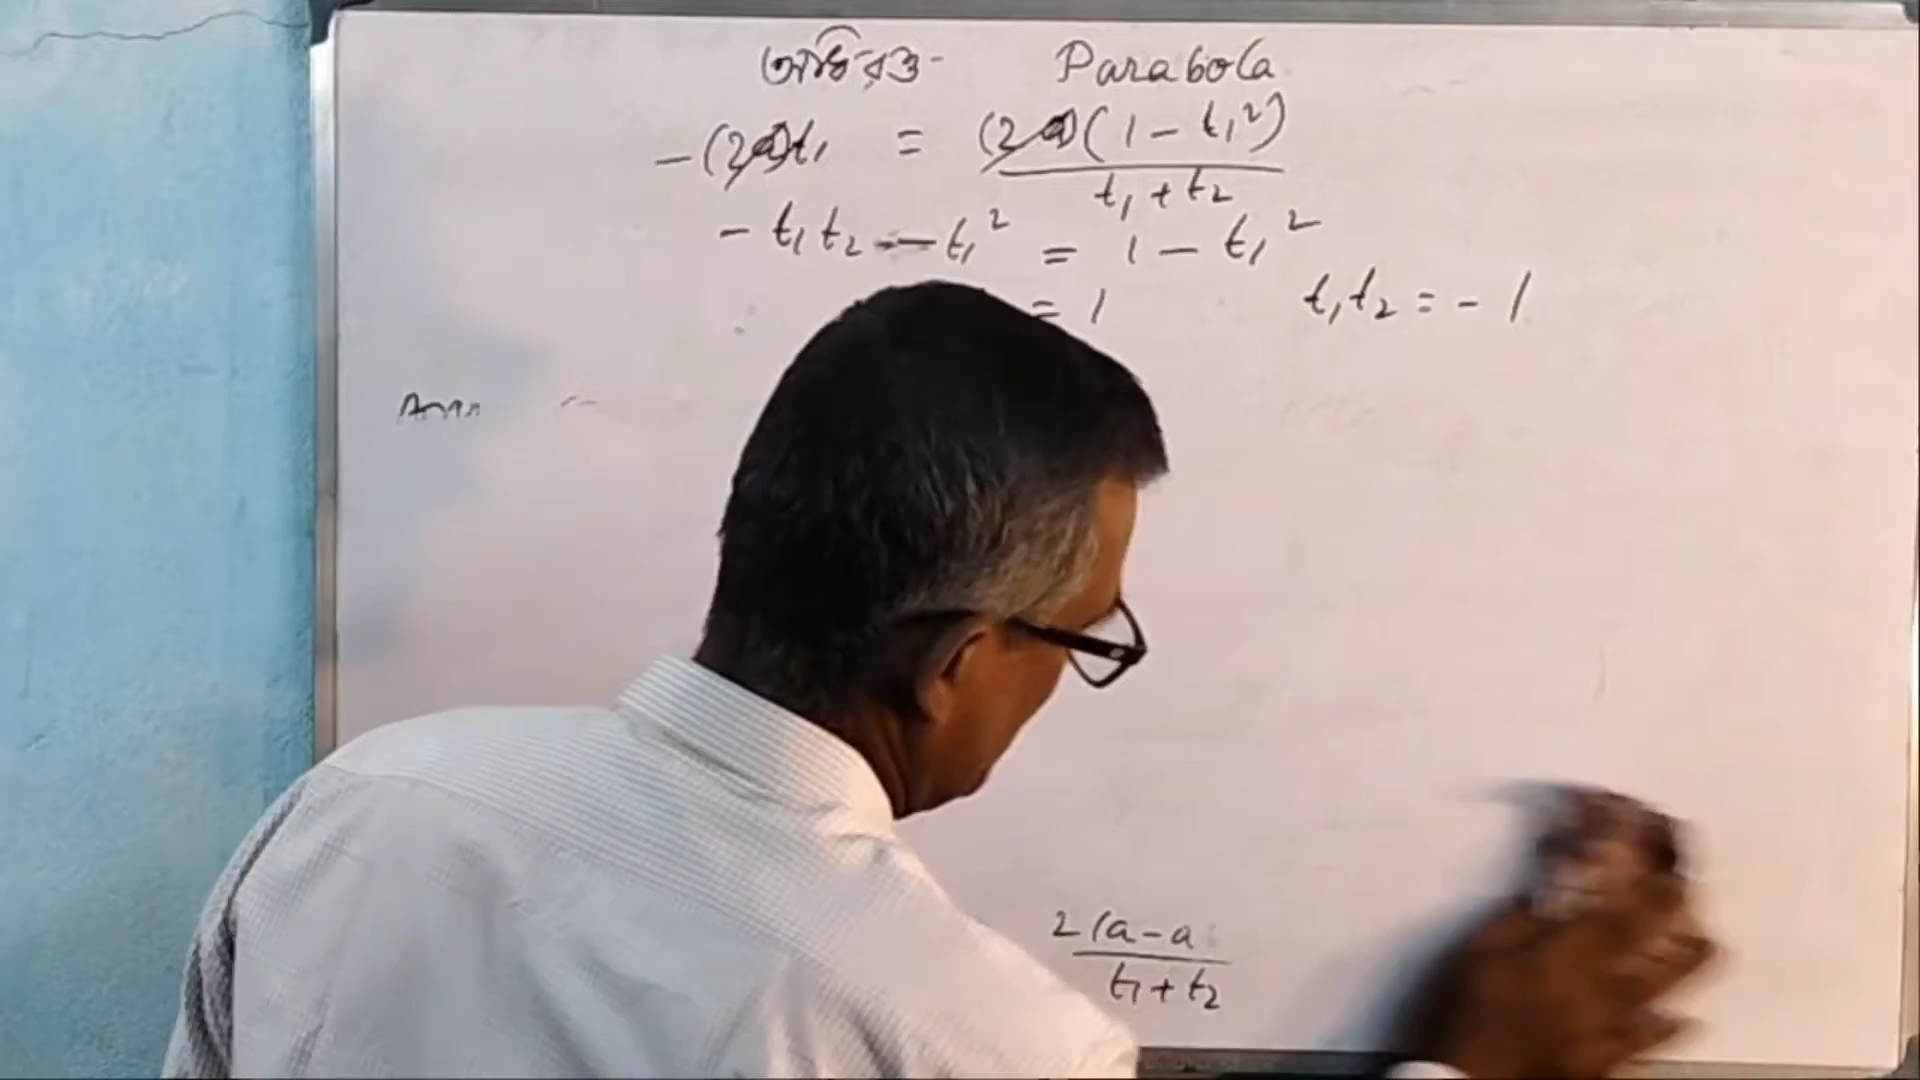 অধিবৃত্ত - Parabola
-(2a)t₁ = (2a)(1 - t₁²)
t₁ + t₂
- t₁t₂ - t₁² = 1 - t₁²
= 1 t₁t₂ = - 1
2(a - a
t₁ + t₂